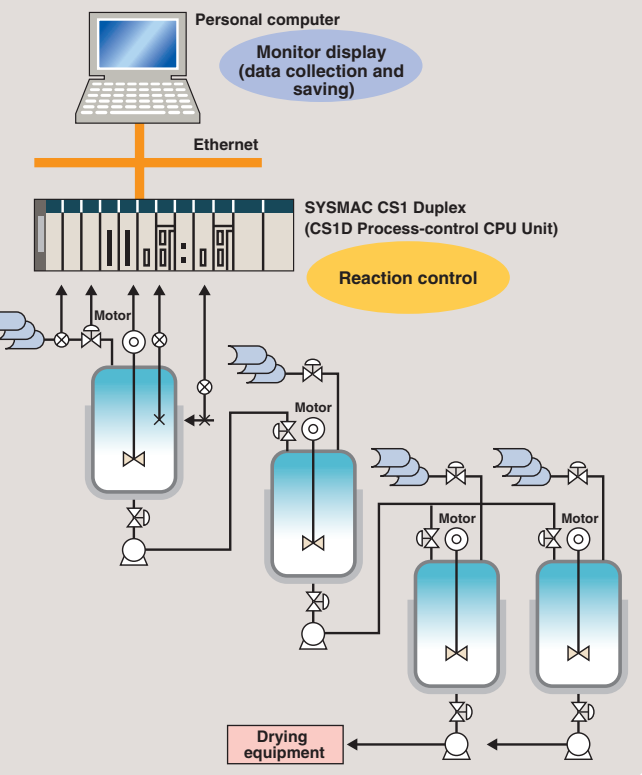 Personal computer
Monitor display
(data collection and
saving)
Ethernet
SYSMAC CS1 Duplex
(CS1D Process-control CPU Unit)
Reaction control
Motor
Motor
Motor
Motor
Drying
equipment